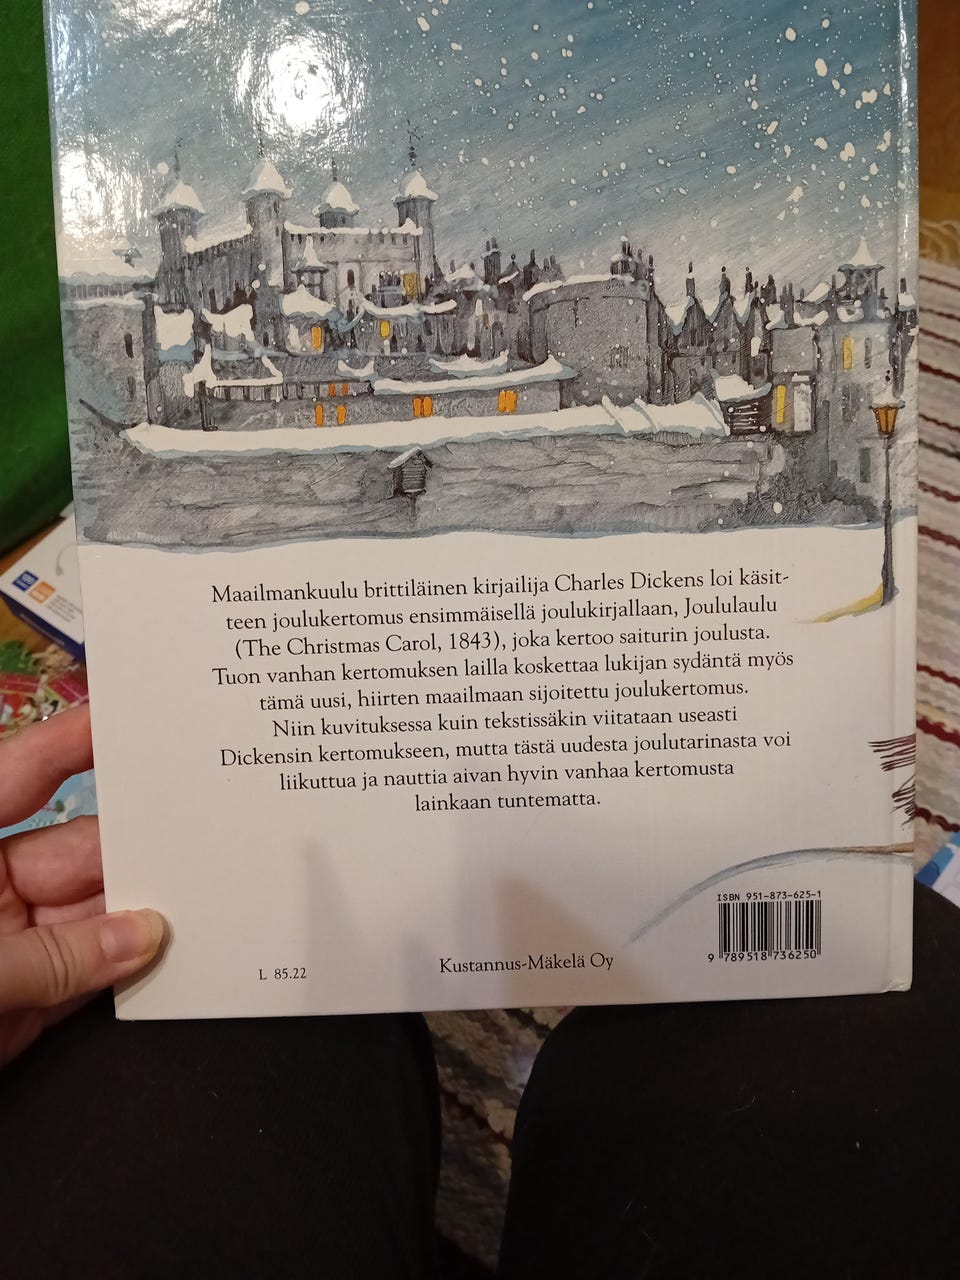 Maailmankuulu brittiläinen kirjailija Charles Dickens loi käsit-
teen joulukertomus ensimmäisellä joulukirjallaan, Joululaulu
(The Christmas Carol, 1843), joka kertoo saiturin joulusta.
Tuon vanhan kertomuksen lailla koskettaa lukijan sydäntä myös
tämä uusi, hiirten maailmaan sijoitettu joulukertomus.
Niin kuvituksessa kuin tekstissäkin viitataan useasti
Dickensin kertomukseen, mutta tästä uudesta joulutarinasta voi
liikuttua ja nauttia aivan hyvin vanhaa kertomusta
lainkaan tuntematta.
ISBN 951-873-625-1
9 789518 736250
Kustannus-Mäkelä Oy
L 85.22